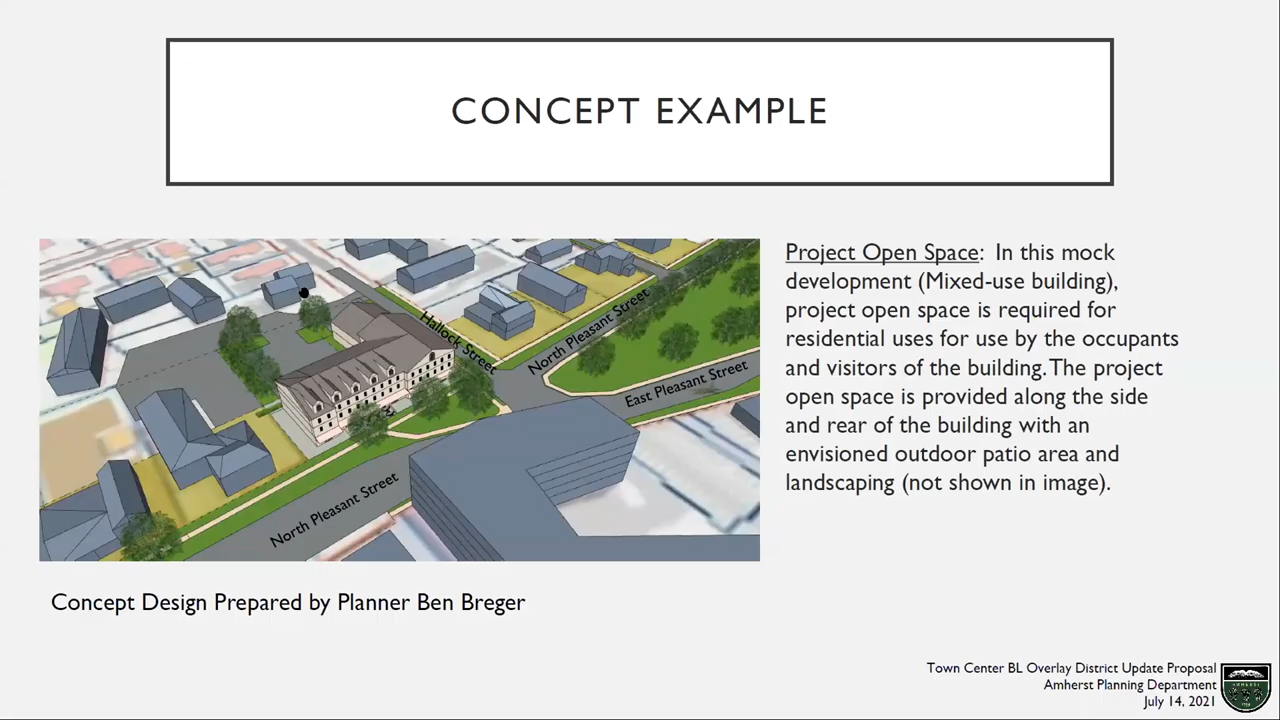 CONCEPT EXAMPLE
Hallock Street
North Pleasant Street
East Pleasant Street
North Pleasant Street
Project Open Space:  In this mock
development (Mixed-use building),
project open space is required for
residential uses for use by the occupants
and visitors of the building. The project
open space is provided along the side
and rear of the building with an
envisioned outdoor patio area and
landscaping (not shown in image).
Concept Design Prepared by Planner Ben Breger
Town Center BL Overlay District Update Proposal
Amherst Planning Department
July 14, 2021